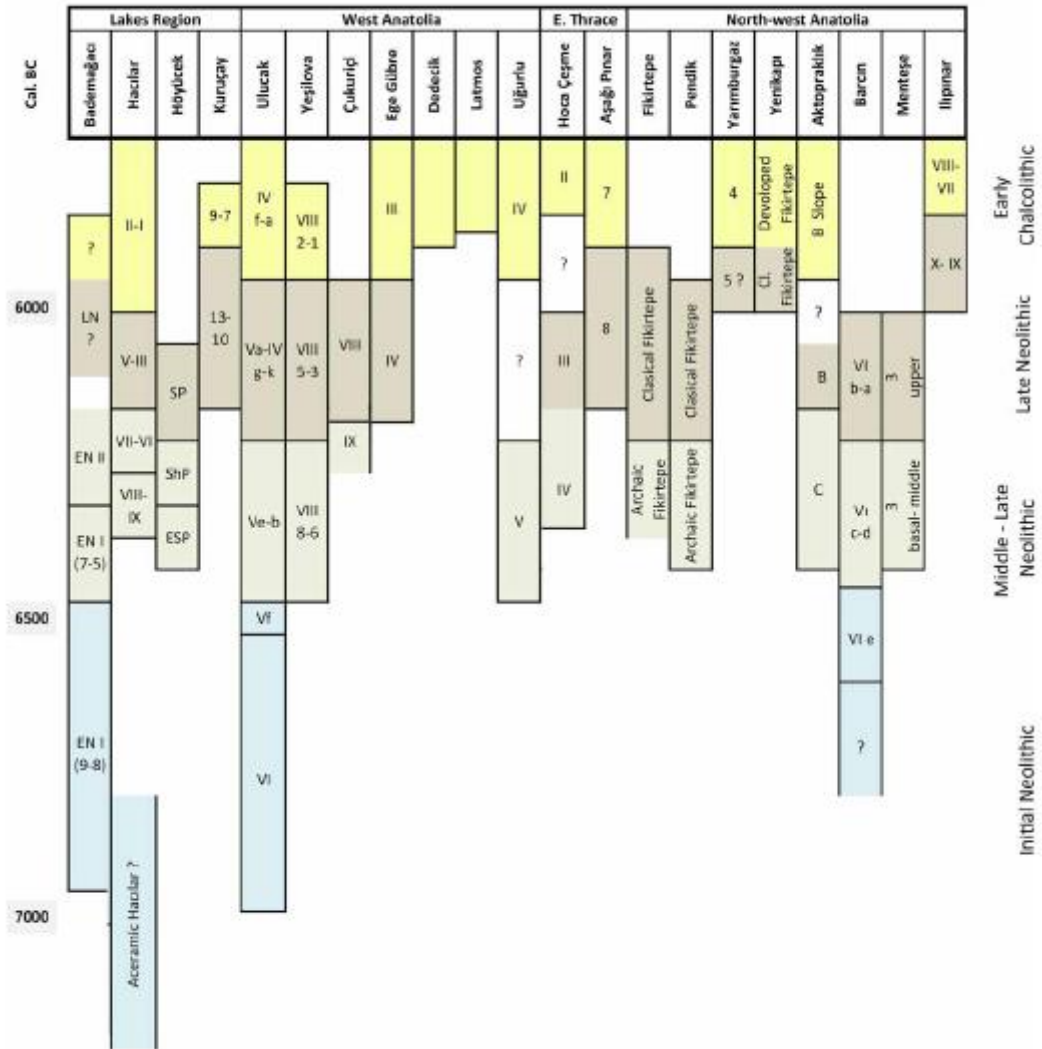 Lakes Region
West Anatolia
E. Thrace
North-west Anatolia
Cal. BC
Bademağacı
Hacılar
Höyücek
Kuruçay
Ulucak
Yeşilova
Çukuriçi
Ege Gübre
Dedecik
Latmos
Uğurlu
Hoca Çeşme
Aşağı Pınar
Fikirtepe
Pendik
Yarımburgaz
Yenikapı
Aktopraklık
Barcın
Menteşe
Ilıpınar
6000
6500
7000
?
LN
?
EN II
EN I
(7-5)
EN I
(9-8)
II-I
V-III
VII-VI
VIII-
IX
Aceramic Hacılar ?
SP
ShP
ESP
9-7
13-
10
IV
f-a
Va-IV
g-k
Ve-b
Vf
VI
VIII
2-1
VIII
5-3
VIII
8-6
VIII
IX
III
IV
IV
?
V
II
?
III
IV
7
8
Clasical Fikirtepe
Archaic
Fikirtepe
Clasical Fikirtepe
Archaic Fikirtepe
4
5 ?
Devoloped
Fikirtepe
Cl.
Fikirtepe
B Slope
?
B
C
VI
b-a
VI
c-d
VI e
?
3
upper
3
basal- middle
VIII-
VII
X- IX
Early
Chalcolithic
Late Neolithic
Middle - Late
Neolithic
Initial Neolithic